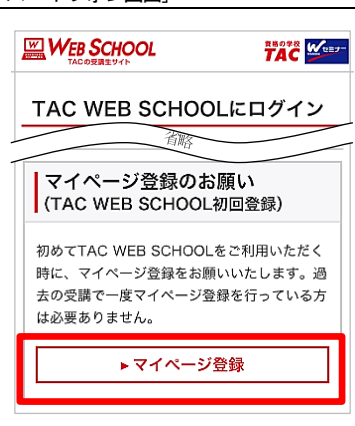 WEB SCHOOL
TACの受講生サイト
資格の学校
TAC Wセミナー
TAC WEB SCHOOLにログイン
省略
マイページ登録のお願い
(TAC WEB SCHOOL初回登録)
初めてTAC WEB SCHOOLをご利用いただく
時に、マイページ登録をお願いいたします。過
去の受講で一度マイページ登録を行っている方
は必要ありません。
▸マイページ登録